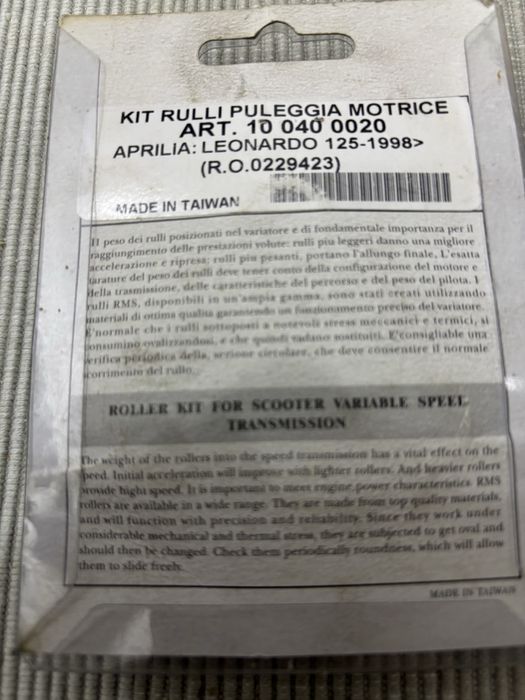 KIT RULLI PULEGGIA MOTRICE
ART. 10 040 0020
APRILIA: LEONARDO 125-1998>
(R.O.0229423)
MADE IN TAIWAN
Il peso dei rulli posizionati nel variatore e di fondamentale importanza per il
raggiungimento delle prestazioni volute: rulli piu leggeri danno una migliore
accelerazione e ripresa: rulli piu pesanti, portano l'allungo finale, L'esatta
tarature del peso dei rulli deve tener conto della configurazione del motore e
della trasmissione, delle caratteristiche del percorso e del peso del pilota. I
rulli RMS, disponibili in un'ampia gamma, sono stati creati utilizzando
materiali di ottima qualita garantendo un funzionamento preciso del variatore.
E'normale che i rulli sottoposti a notevoli stress meccanici e termici, si
consumino ovalizzandosi, e che quindi vadano sostituiti. E'consigliabile una
verifica periodica della, sezione circolare, che deve consentire il normale
scorrimento del rullo.
ROLLER KIT FOR SCOOTER VARIABLE SPEEL
TRANSMISSION
The weight of the rollers into the speed transmission has a vital effect on the
speed. Initial acceleration will improve with lighter rollers. And heavier rollers
provide hight speed. It is important to meet engine power characteristics. RMS
rollers are available in a wide range. They are made from top quality materials,
and will function with precision and reliability. Since they work under
considerable mechanical and thermal stress, they are subjected to get oval and
should then be changed. Check them periodically roundness, which will allow
them to slide freely.
MADE IN TAIWAN